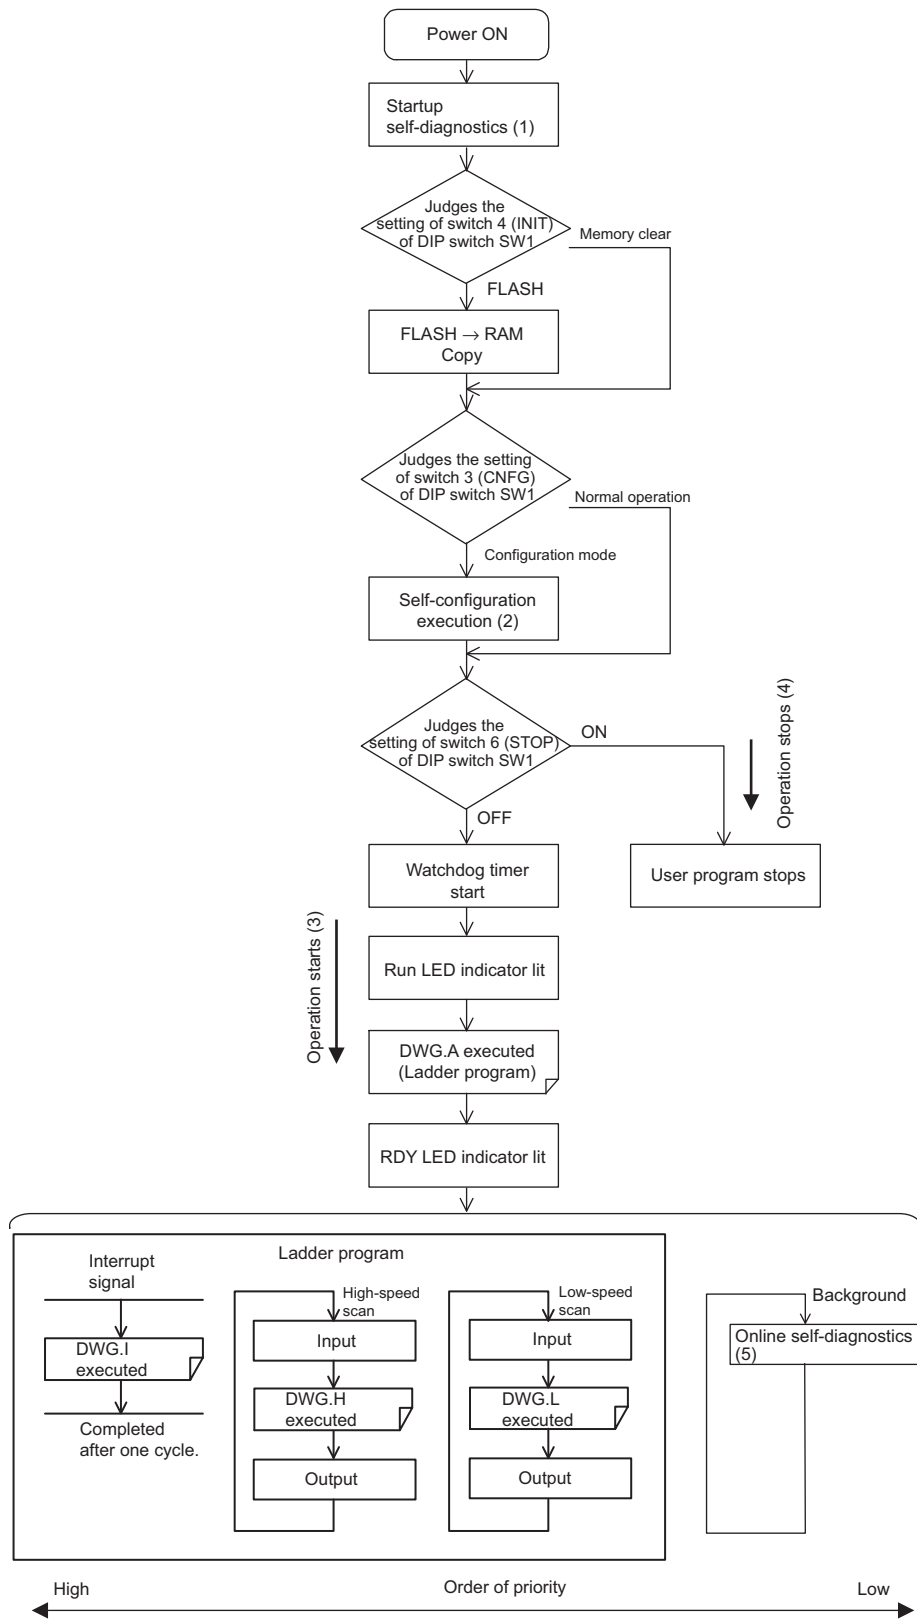 Power ON
Startup
self-diagnostics (1)
Judges the
setting of switch 4 (INIT)
of DIP switch SW1
Memory clear
FLASH
FLASH → RAM
Copy
Judges the setting
of switch 3 (CNFG)
of DIP switch SW1
Normal operation
Configuration mode
Self-configuration
execution (2)
Judges the
setting of switch 6 (STOP)
of DIP switch SW1
ON
Operation stops (4)
OFF
Watchdog timer
start
User program stops
Operation starts (3)
Run LED indicator lit
DWG.A executed
(Ladder program)
RDY LED indicator lit
Ladder program
Interrupt
signal
DWG.I
executed
Completed
after one cycle.
High-speed
scan
Input
DWG.H
executed
Output
Low-speed
scan
Input
DWG.L
executed
Output
Background
Online self-diagnostics
(5)
High
Order of priority
Low